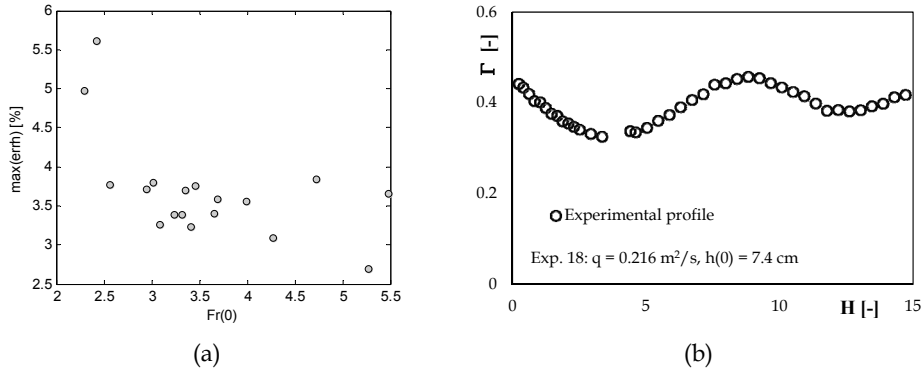 6
5.5
5
4.5
4
3.5
3
2.5
max(errh) [%]
2 2.5 3 3.5 4 4.5 5 5.5
Fr(0)
(a)
0.6
Γ [-]
0.4
0.2
0
Experimental profile
Exp. 18: q = 0.216 m²/s, h(0) = 7.4 cm
0 5 10 15
H [-]
(b)